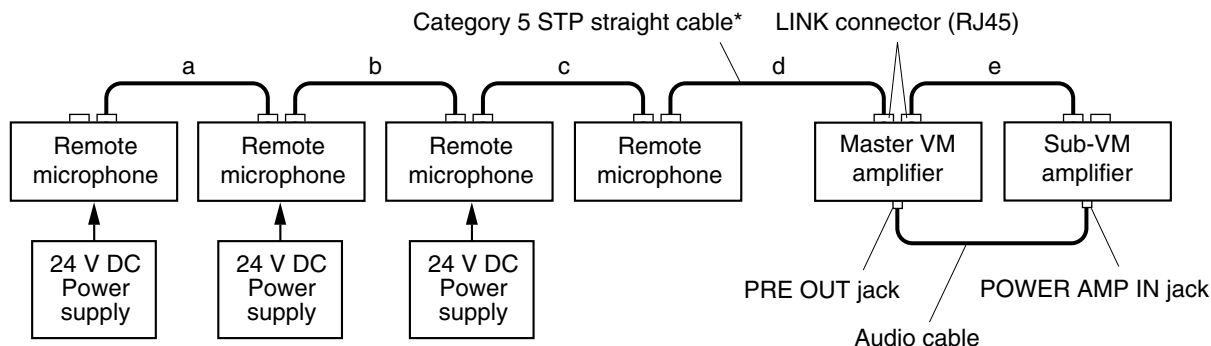 Category 5 STP straight cable*
LINK connector (RJ45)
a
b
c
d
e
Remote
microphone
Remote
microphone
Remote
microphone
Remote
microphone
Master VM
amplifier
Sub-VM
amplifier
24 V DC
Power
supply
24 V DC
Power
supply
24 V DC
Power
supply
PRE OUT jack
POWER AMP IN jack
Audio cable